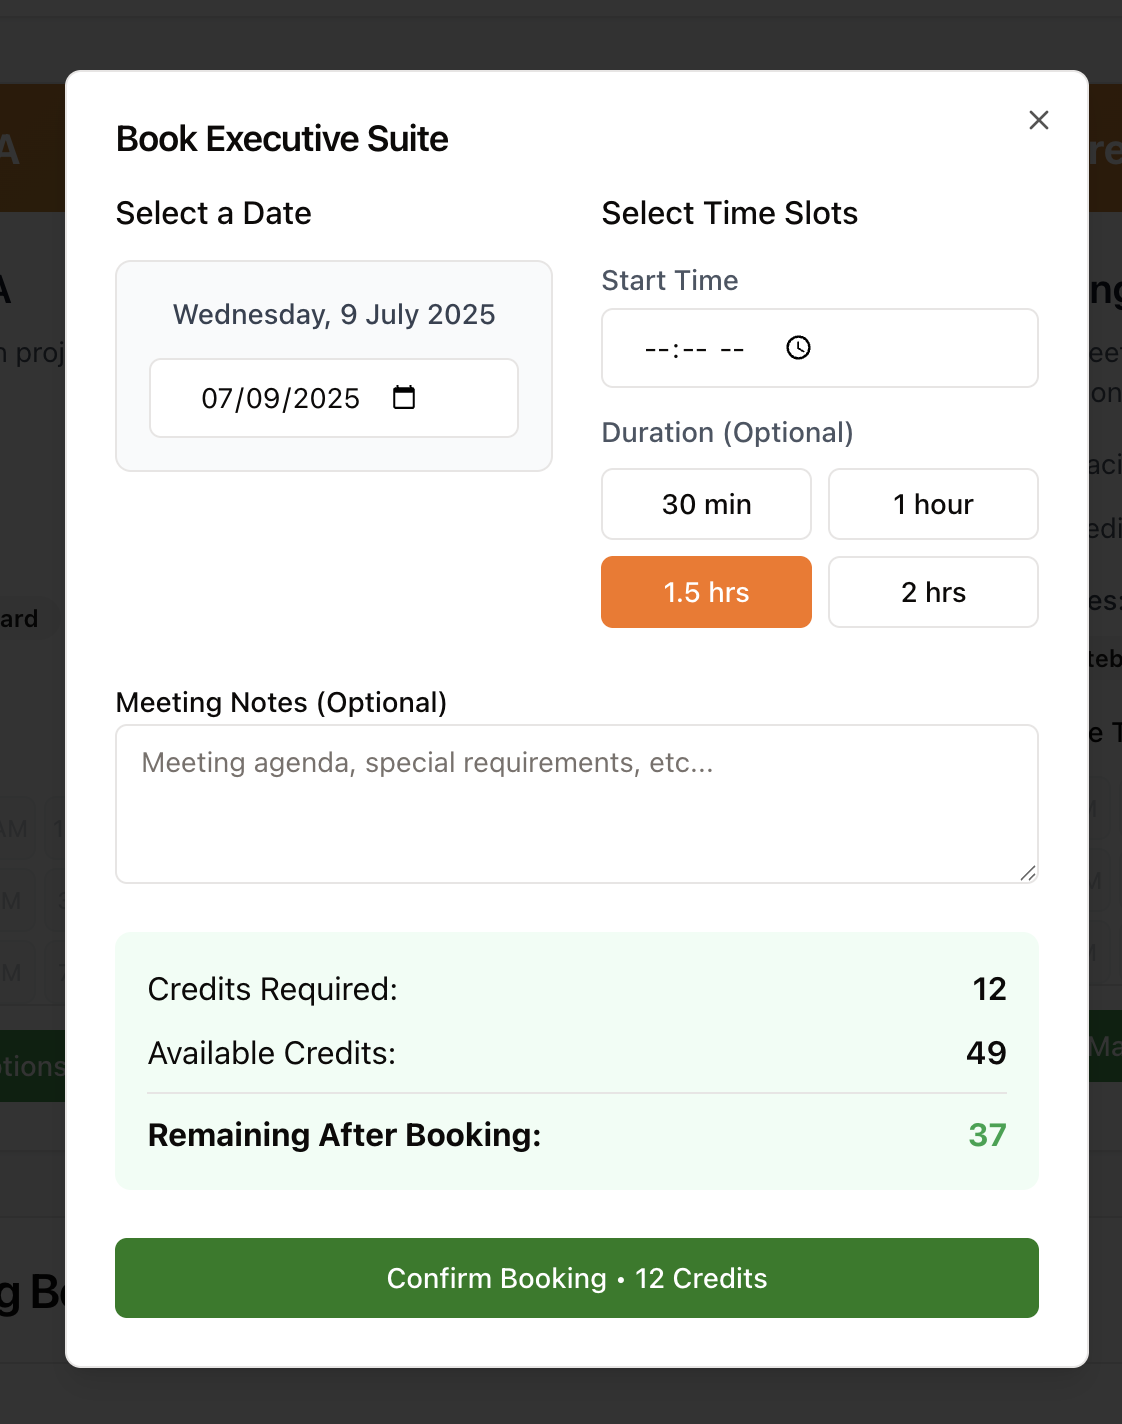 Book Executive Suite
Select a Date
Wednesday, 9 July 2025
07/09/2025
Select Time Slots
Start Time
--:-- --
Duration (Optional)
30 min
1 hour
1.5 hrs
2 hrs
Meeting Notes (Optional)
Meeting agenda, special requirements, etc...
Credits Required: 12
Available Credits: 49
Remaining After Booking: 37
Confirm Booking • 12 Credits